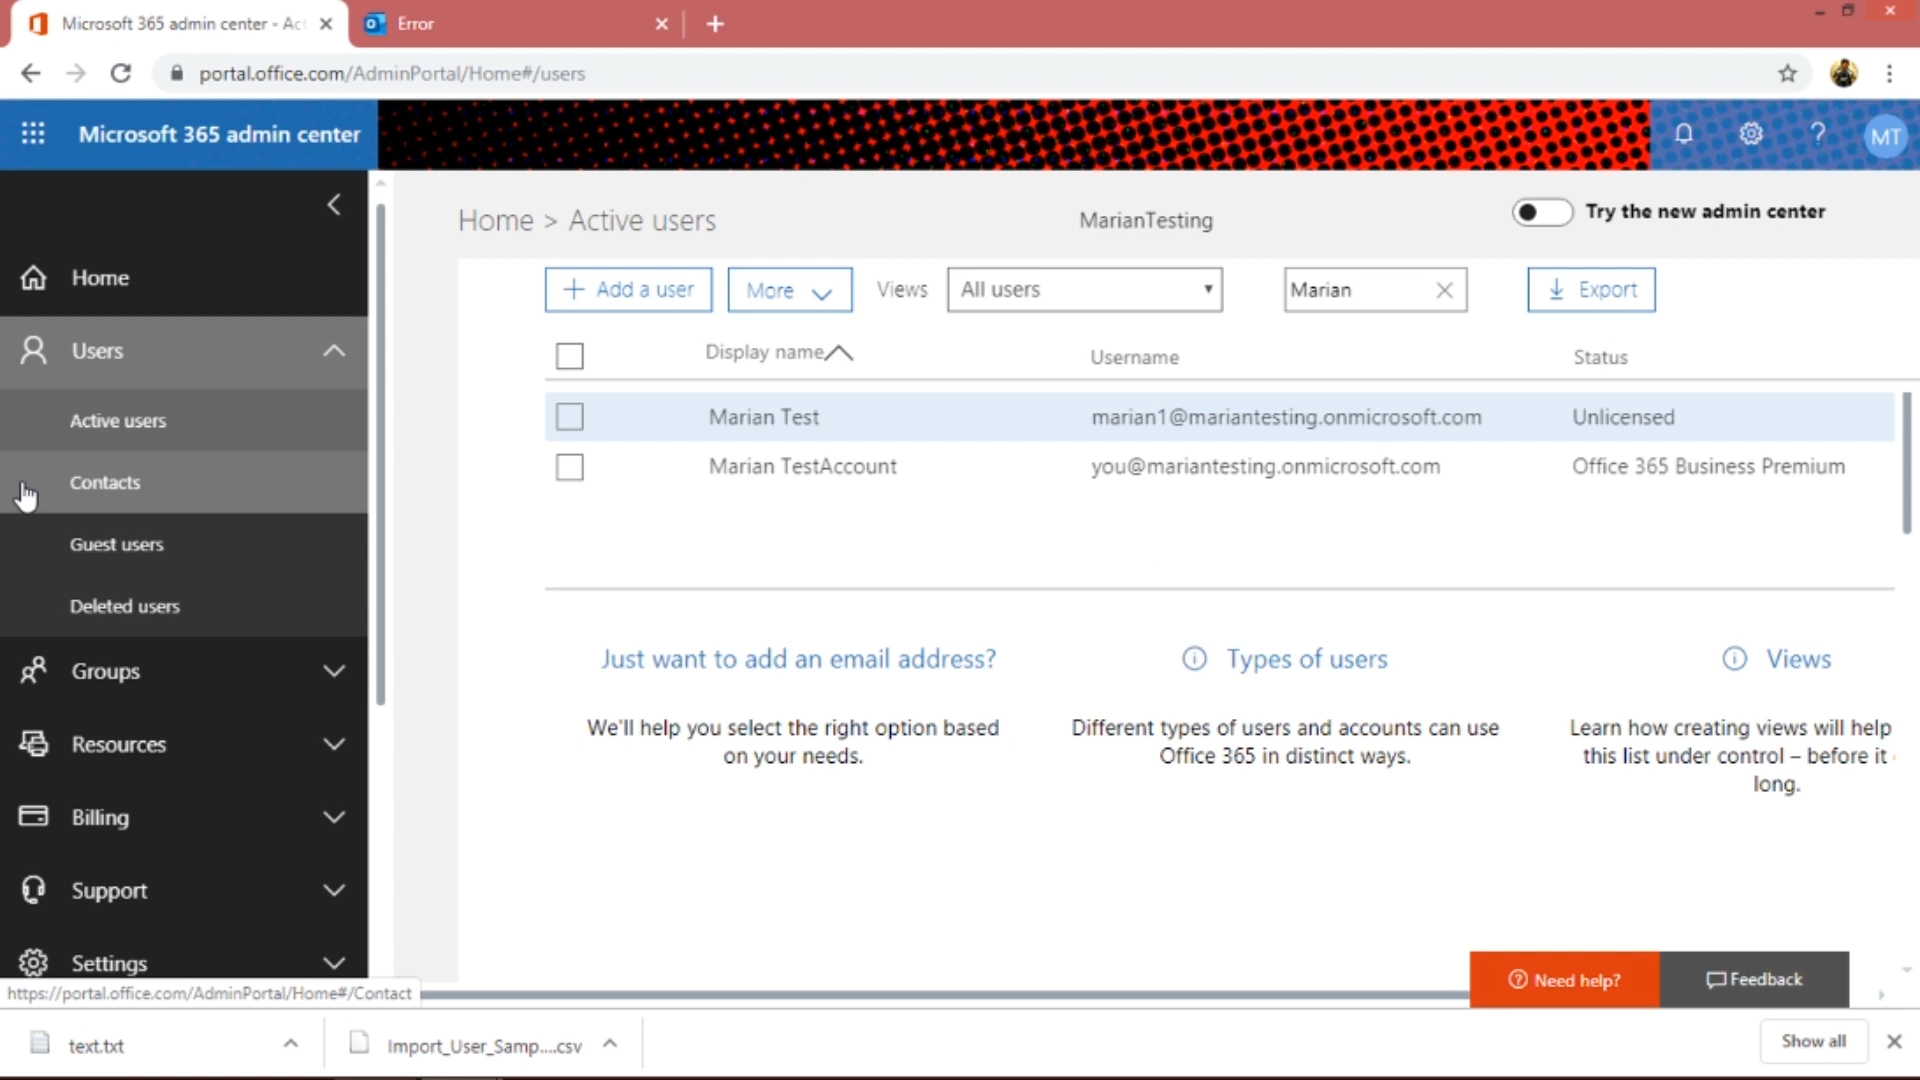 Microsoft 365 admin center - Act
Error
portal.office.com/AdminPortal/Home#/users
Microsoft 365 admin center
MT
Home > Active users
MarianTesting
Try the new admin center
Home
Users
Active users
Contacts
Guest users
Deleted users
Groups
Resources
Billing
Support
Settings
+ Add a user
More
Views
All users
Marian
Export
Display name
Username
Status
Marian Test
marian1@mariantesting.onmicrosoft.com
Unlicensed
Marian TestAccount
you@mariantesting.onmicrosoft.com
Office 365 Business Premium
Just want to add an email address?
We'll help you select the right option based
on your needs.
Types of users
Different types of users and accounts can use
Office 365 in distinct ways.
Views
Learn how creating views will help
this list under control – before it
long.
Need help?
Feedback
https://portal.office.com/AdminPortal/Home#/Contact
text.txt
Import_User_Samp....csv
Show all